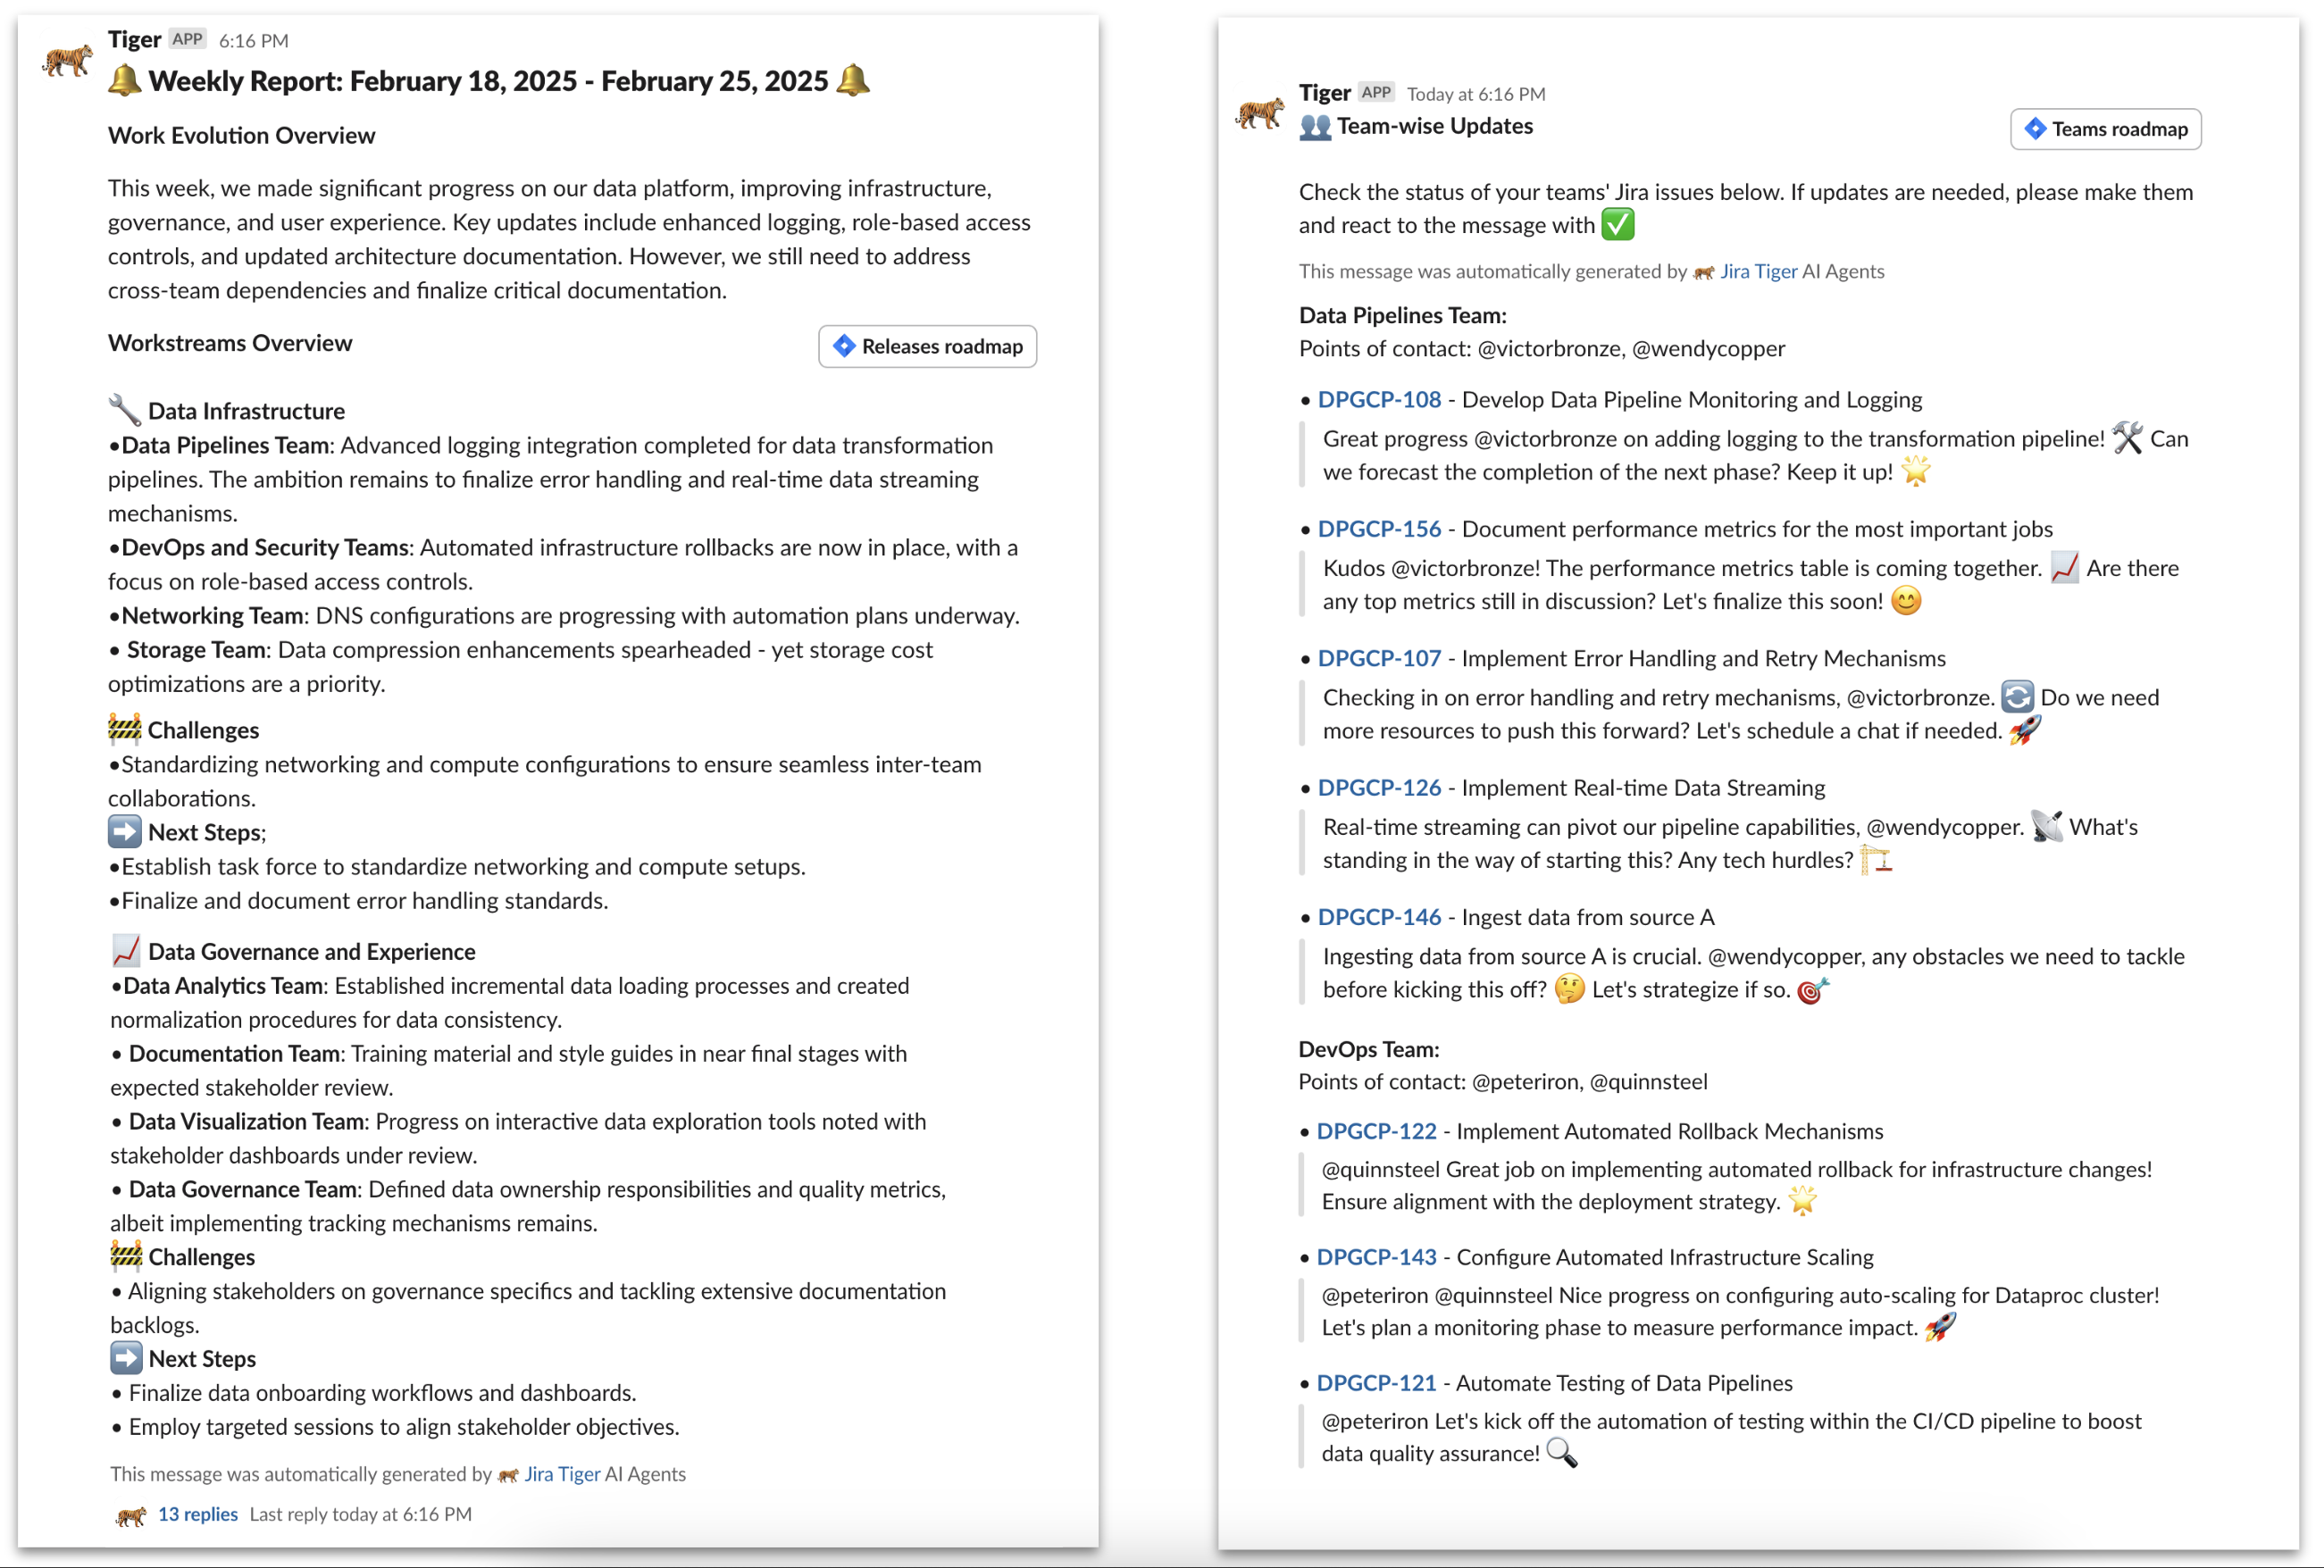 Tiger APP 6:16 PM
Weekly Report: February 18, 2025 - February 25, 2025
Work Evolution Overview
This week, we made significant progress on our data platform, improving infrastructure,
governance, and user experience. Key updates include enhanced logging, role-based access
controls, and updated architecture documentation. However, we still need to address
cross-team dependencies and finalize critical documentation.
Workstreams Overview
Releases roadmap
Data Infrastructure
•Data Pipelines Team: Advanced logging integration completed for data transformation
pipelines. The ambition remains to finalize error handling and real-time data streaming
mechanisms.
•DevOps and Security Teams: Automated infrastructure rollbacks are now in place, with a
focus on role-based access controls.
•Networking Team: DNS configurations are progressing with automation plans underway.
• Storage Team: Data compression enhancements spearheaded - yet storage cost
optimizations are a priority.
Challenges
•Standardizing networking and compute configurations to ensure seamless inter-team
collaborations.
Next Steps;
•Establish task force to standardize networking and compute setups.
•Finalize and document error handling standards.
Data Governance and Experience
•Data Analytics Team: Established incremental data loading processes and created
normalization procedures for data consistency.
• Documentation Team: Training material and style guides in near final stages with
expected stakeholder review.
• Data Visualization Team: Progress on interactive data exploration tools noted with
stakeholder dashboards under review.
• Data Governance Team: Defined data ownership responsibilities and quality metrics,
albeit implementing tracking mechanisms remains.
Challenges
• Aligning stakeholders on governance specifics and tackling extensive documentation
backlogs.
Next Steps
• Finalize data onboarding workflows and dashboards.
• Employ targeted sessions to align stakeholder objectives.
This message was automatically generated by Jira Tiger AI Agents
13 replies Last reply today at 6:16 PM
Tiger APP Today at 6:16 PM
Team-wise Updates
Teams roadmap
Check the status of your teams' Jira issues below. If updates are needed, please make them
and react to the message with
This message was automatically generated by Jira Tiger AI Agents
Data Pipelines Team:
Points of contact: @victorbronze, @wendycopper
• DPGCP-108 - Develop Data Pipeline Monitoring and Logging
Great progress @victorbronze on adding logging to the transformation pipeline! Can
we forecast the completion of the next phase? Keep it up!
• DPGCP-156 - Document performance metrics for the most important jobs
Kudos @victorbronze! The performance metrics table is coming together. Are there
any top metrics still in discussion? Let's finalize this soon!
• DPGCP-107 - Implement Error Handling and Retry Mechanisms
Checking in on error handling and retry mechanisms, @victorbronze. Do we need
more resources to push this forward? Let's schedule a chat if needed.
• DPGCP-126 - Implement Real-time Data Streaming
Real-time streaming can pivot our pipeline capabilities, @wendycopper. What's
standing in the way of starting this? Any tech hurdles?
• DPGCP-146 - Ingest data from source A
Ingesting data from source A is crucial. @wendycopper, any obstacles we need to tackle
before kicking this off? Let's strategize if so.
DevOps Team:
Points of contact: @peteriron, @quinnsteel
• DPGCP-122 - Implement Automated Rollback Mechanisms
@quinnsteel Great job on implementing automated rollback for infrastructure changes!
Ensure alignment with the deployment strategy.
• DPGCP-143 - Configure Automated Infrastructure Scaling
@peteriron @quinnsteel Nice progress on configuring auto-scaling for Dataproc cluster!
Let's plan a monitoring phase to measure performance impact.
• DPGCP-121 - Automate Testing of Data Pipelines
@peteriron Let's kick off the automation of testing within the CI/CD pipeline to boost
data quality assurance!